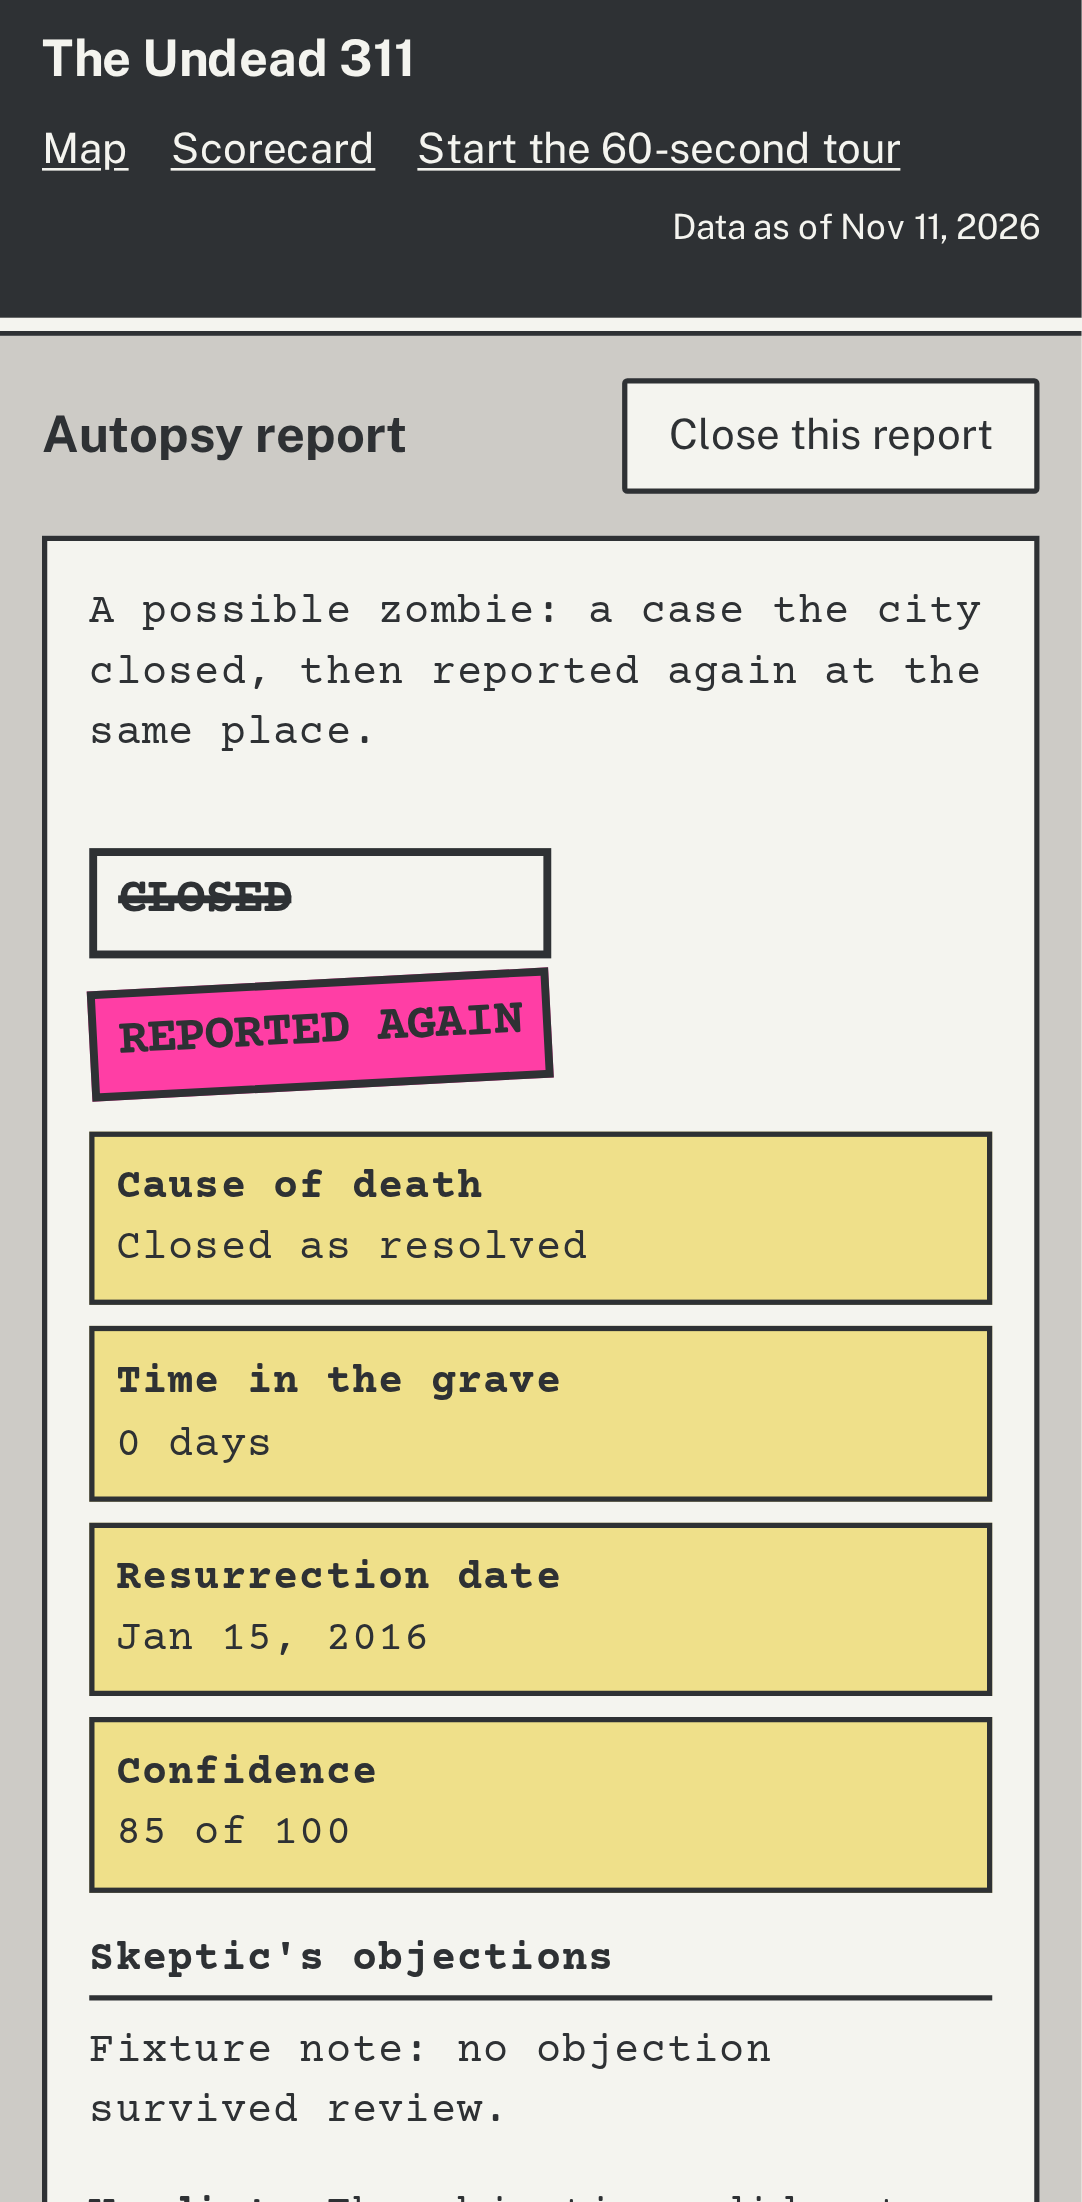 The Undead 311
Map Scorecard Start the 60-second tour
Data as of Nov 11, 2026
Autopsy report
Close this report
A possible zombie: a case the city
closed, then reported again at the
same place.
CLOSED
REPORTED AGAIN
Cause of death
Closed as resolved
Time in the grave
0 days
Resurrection date
Jan 15, 2016
Confidence
85 of 100
Skeptic's objections
Fixture note: no objection
survived review.